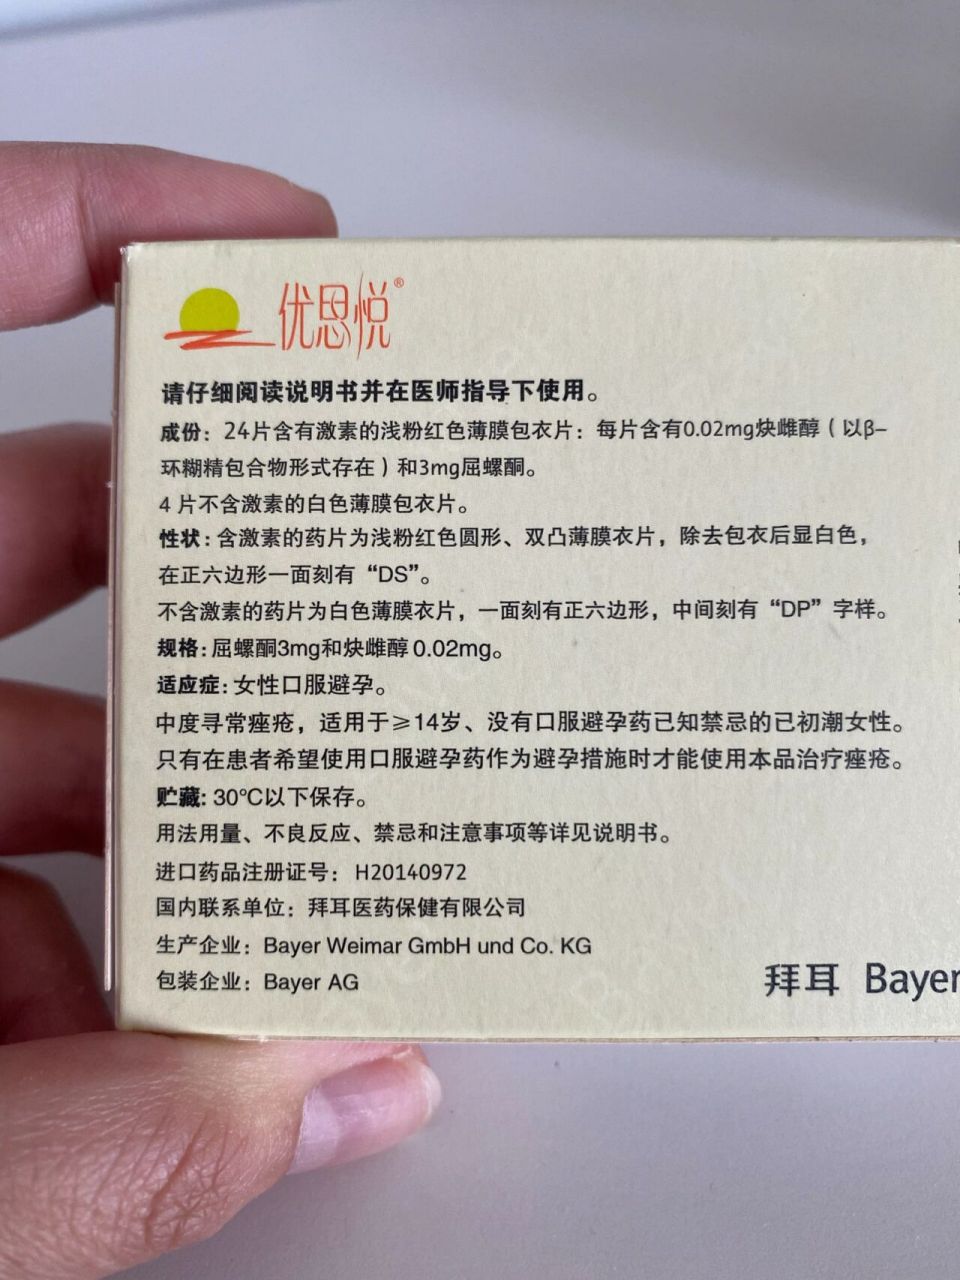 优思悦®
请仔细阅读说明书并在医师指导下使用。
成份：24片含有激素的浅粉红色薄膜包衣片：每片含有0.02mg炔雌醇（以β–
环糊精包合物形式存在）和3mg屈螺酮。
4 片不含激素的白色薄膜包衣片。
性状：含激素的药片为浅粉红色圆形、双凸薄膜衣片，除去包衣后显白色，
在正六边形一面刻有“DS”。
不含激素的药片为白色薄膜衣片，一面刻有正六边形，中间刻有“DP”字样。
规格：屈螺酮3mg和炔雌醇 0.02mg。
适应症：女性口服避孕。
中度寻常痤疮，适用于≥14岁、没有口服避孕药已知禁忌的已初潮女性。
只有在患者希望使用口服避孕药作为避孕措施时才能使用本品治疗痤疮。
贮藏：30℃以下保存。
用法用量、不良反应、禁忌和注意事项等详见说明书。
进口药品注册证号：H20140972
国内联系单位：拜耳医药保健有限公司
生产企业：Bayer Weimar GmbH und Co. KG
包装企业：Bayer AG
拜耳 Bayer